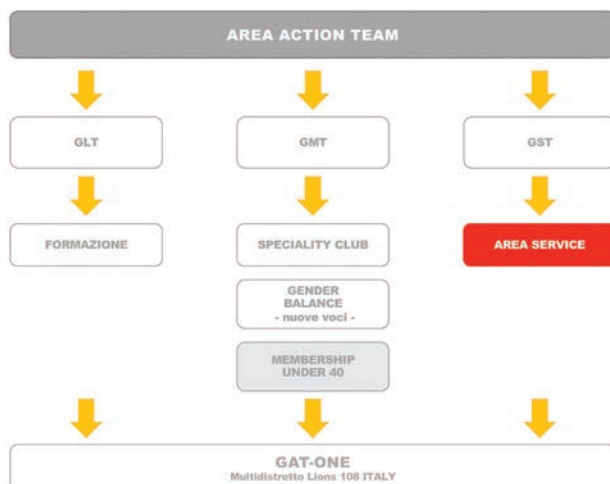 AREA ACTION TEAM
GLT
GMT
GST
FORMAZIONE
SPECIALITY CLUB
AREA SERVICE
GENDER
BALANCE
- nuove voci -
MEMBERSHIP
UNDER 40
GAT-ONE
Multidistretto Lions 108 ITALY